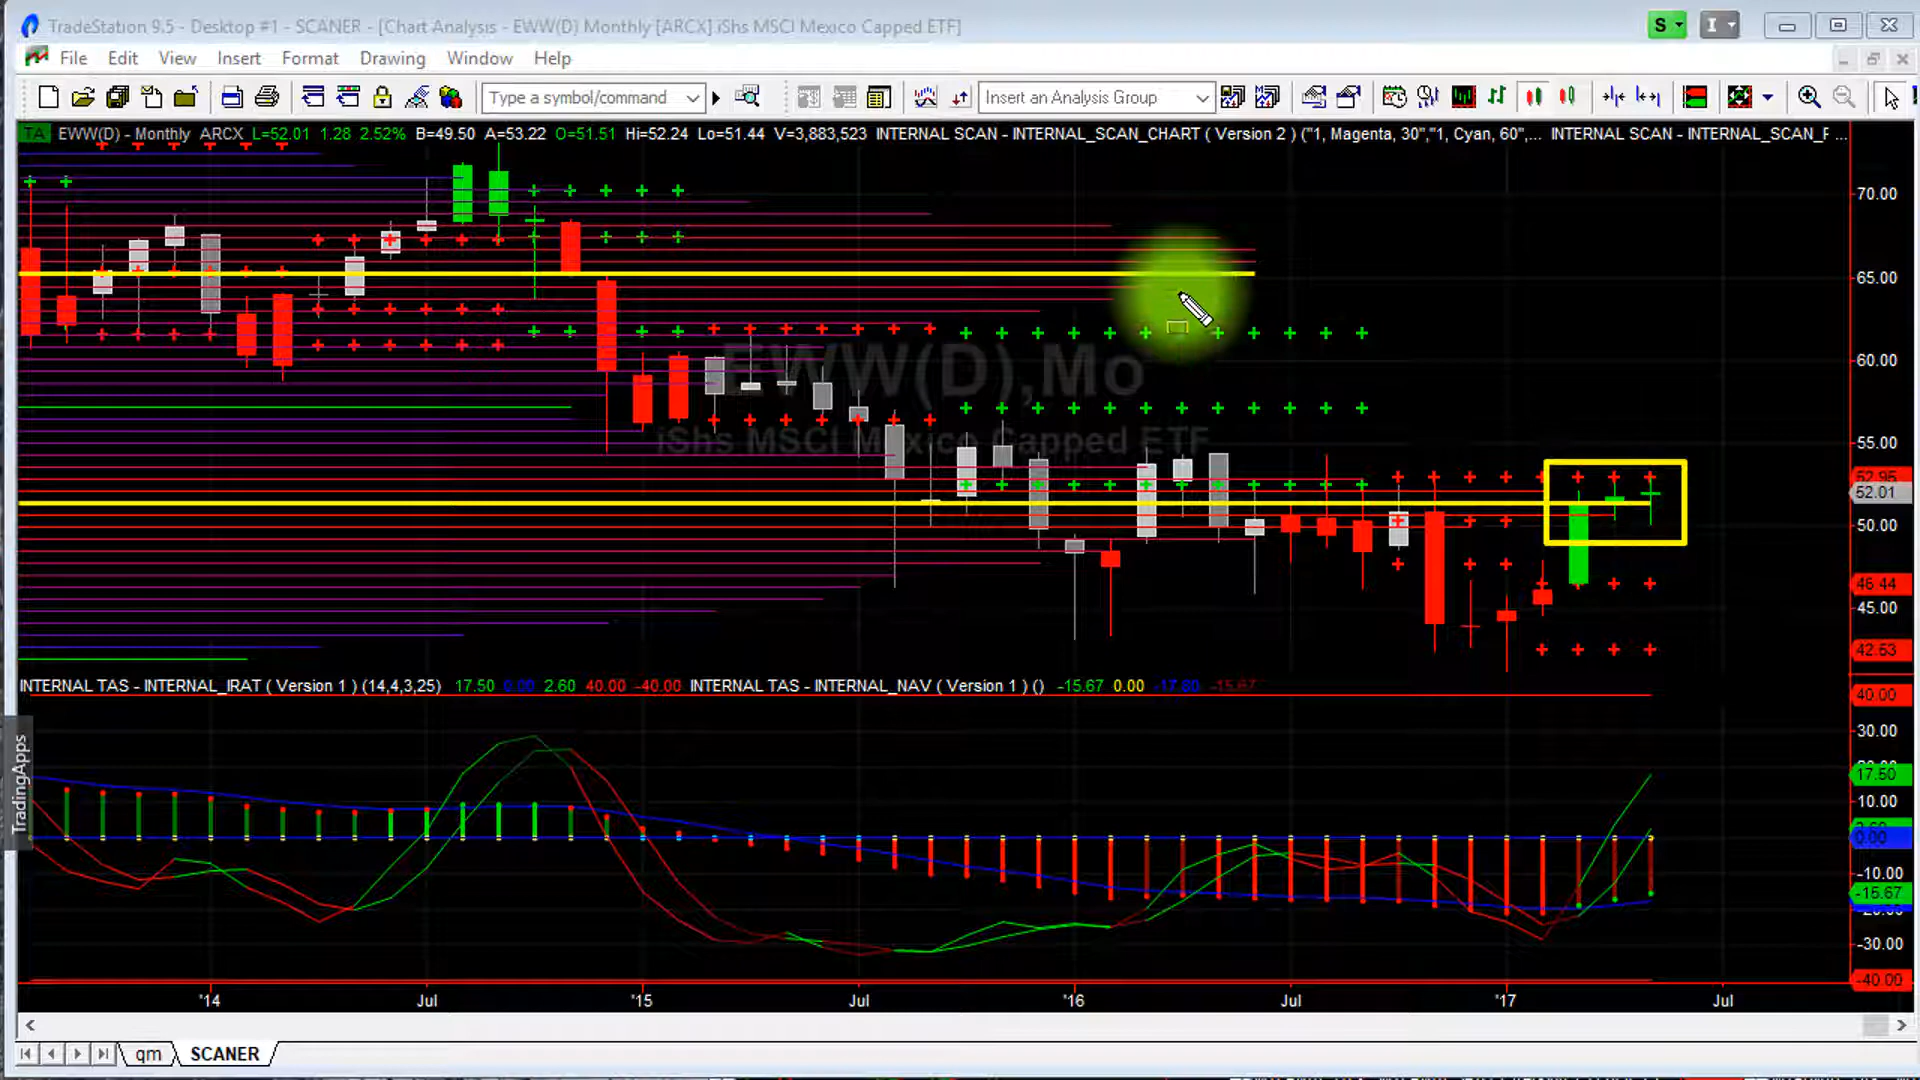 TradeStation 9.5 - Desktop #1 - SCANER - [Chart Analysis - EWW(D) Monthly [ARCX] iShs MSCI Mexico Capped ETF]
S
I
File Edit View Insert Format Drawing Window Help
Type a symbol/command
Insert an Analysis Group
TA EWW(D) - Monthly ARCX L=52.01 1.28 2.52% B=49.50 A=53.22 O=51.51 Hi=52.24 Lo=51.44 V=3,883,523 INTERNAL SCAN - INTERNAL_SCAN_CHART ( Version 2 ) ("1, Magenta, 30","1, Cyan, 60",... INTERNAL SCAN - INTERNAL_SCAN_F ...
70.00
65.00
EWW(D),Mo
60.00
iShs MSCI Mexico Capped ETF
55.00
52.95
52.01
50.00
46.44
45.00
42.53
INTERNAL TAS - INTERNAL_IRAT ( Version 1 ) (14,4,3,25) 17.50 0.00 2.60 40.00 -40.00 INTERNAL TAS - INTERNAL_NAV ( Version 1 ) () -15.67 0.00 -17.80 -15.67
40.00
30.00
17.50
10.00
0.00
-10.00
-15.67
-30.00
-40.00
TradingApps
'14 Jul '15 Jul '16 Jul '17 Jul
qm SCANER